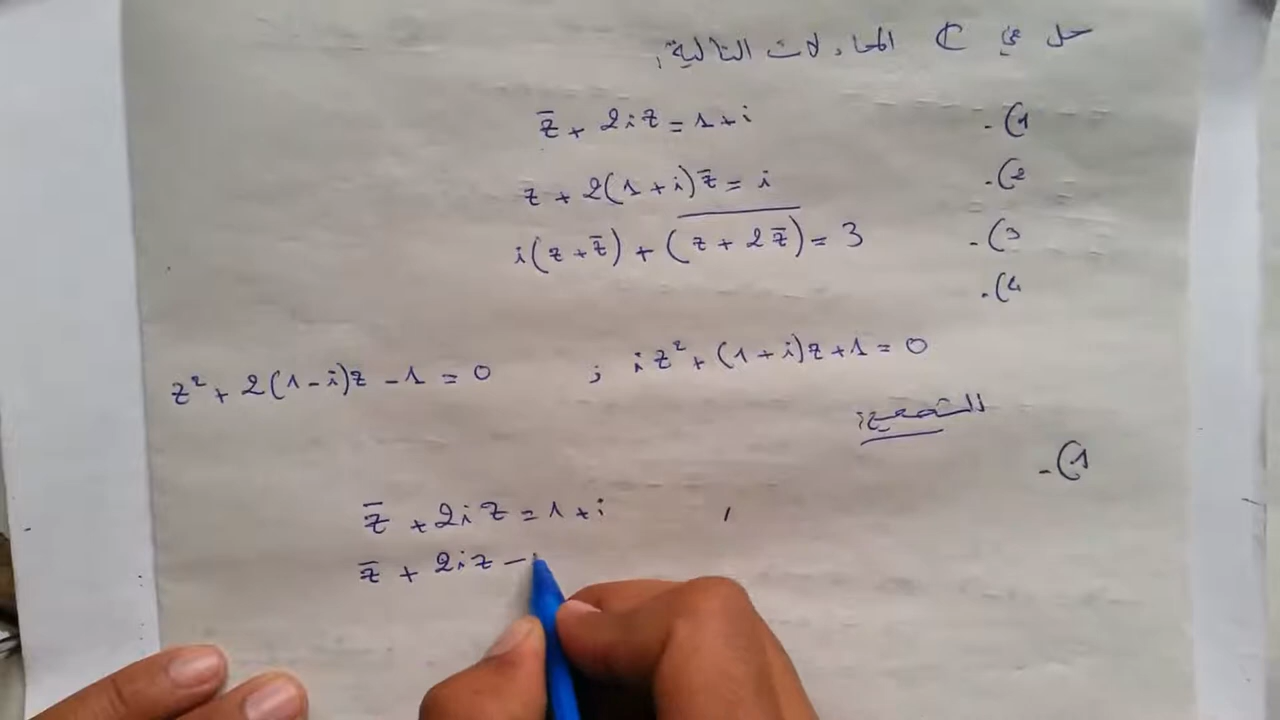 حل في ℂ المعادلات التالية:
1)- z̄ + 2iz = 1 + i
2)- z + 2(1+i)z̄ = i
3)- i(z + z̄) + \overline{(z + 2z̄)} = 3
4)-
iz² + (1+i)z + 1 = 0 ; z² + 2(1-i)z - 1 = 0
التصحيح:
1)-
z̄ + 2iz = 1 + i ,
z̄ + 2iz -